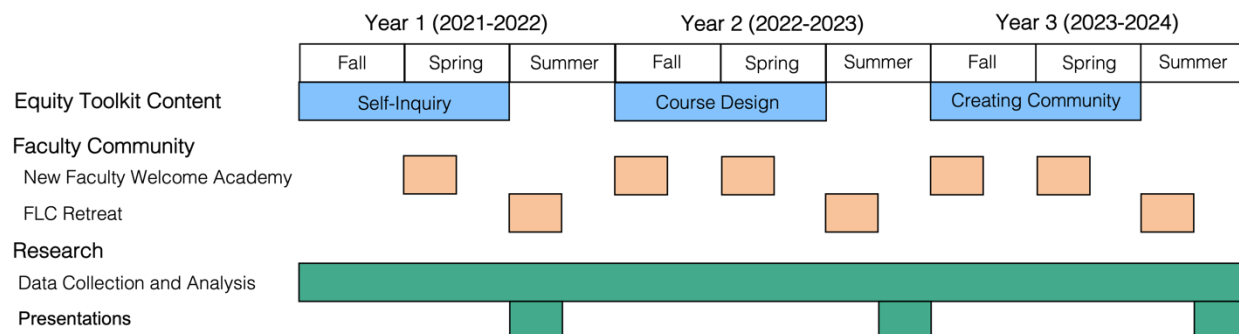 Year 1 (2021-2022) Year 2 (2022-2023) Year 3 (2023-2024)
Fall Spring Summer Fall Spring Summer Fall Spring Summer
Equity Toolkit Content Self-Inquiry Course Design Creating Community
Faculty Community
New Faculty Welcome Academy
FLC Retreat
Research
Data Collection and Analysis
Presentations